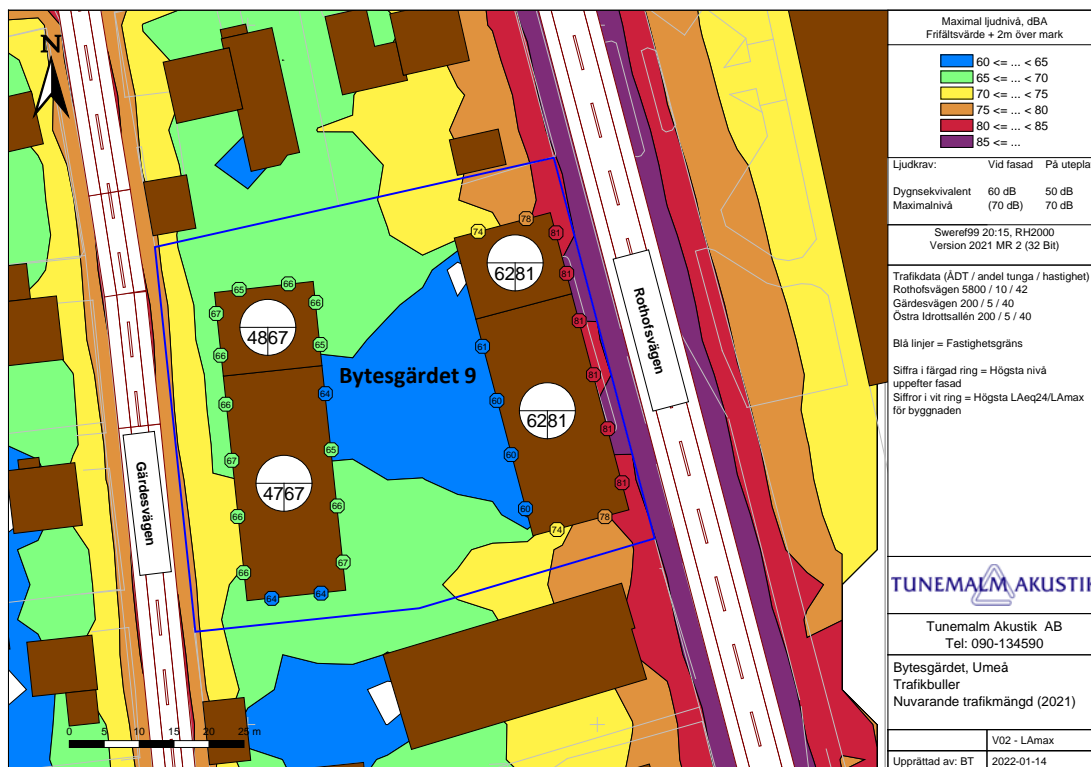 N
Gärdesvägen
Rothofsvägen
Bytesgärdet 9
4867
4767
6281
6281
65
66
67
66
66
65
66
64
67
65
66
66
66
67
64
64
74
78
81
81
81
81
81
81
78
74
61
60
60
60
0 5 10 15 20 25 m
Maximal ljudnivå, dBA
Frifältsvärde + 2m över mark
60 <= ... < 65
65 <= ... < 70
70 <= ... < 75
75 <= ... < 80
80 <= ... < 85
85 <= ...
Ljudkrav: Vid fasad På uteplat
Dygnsekvivalent 60 dB 50 dB
Maximalnivå (70 dB) 70 dB
Sweref99 20:15, RH2000
Version 2021 MR 2 (32 Bit)
Trafikdata (ÅDT / andel tunga / hastighet)
Rothofsvägen 5800 / 10 / 42
Gärdesvägen 200 / 5 / 40
Östra Idrottsallén 200 / 5 / 40
Blå linjer = Fastighetsgräns
Siffra i färgad ring = Högsta nivå
uppefter fasad
Siffror i vit ring = Högsta LAeq24/LAmax
för byggnaden
TUNEMALM AKUSTIK
Tunemalm Akustik AB
Tel: 090-134590
Bytesgärdet, Umeå
Trafikbuller
Nuvarande trafikmängd (2021)
V02 - LAmax
Upprättad av: BT 2022-01-14